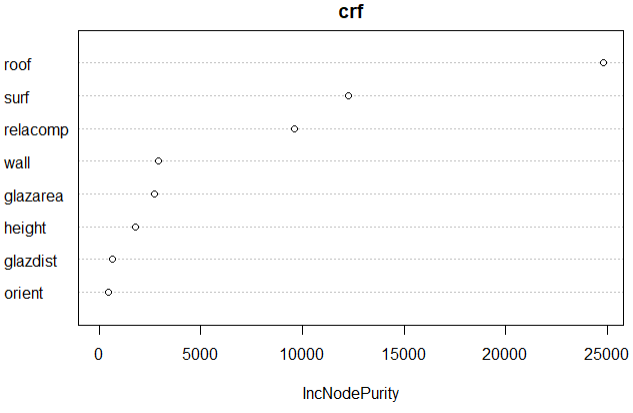 crf
roof
surf
relacomp
wall
glazarea
height
glazdist
orient
0 5000 10000 15000 20000 25000
IncNodePurity